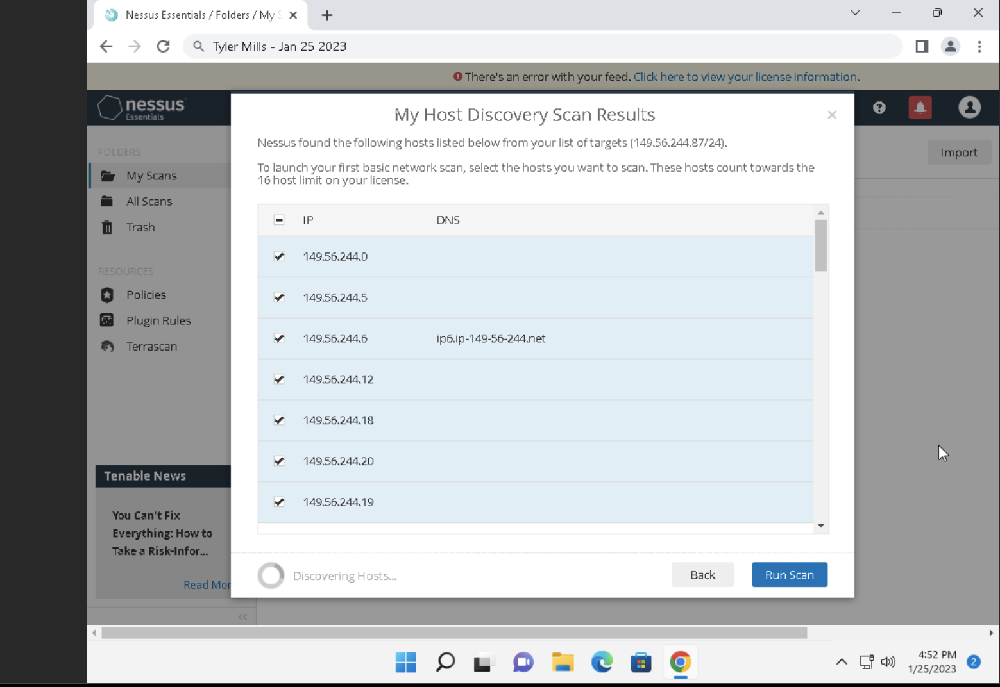 Nessus Essentials / Folders / My S
Tyler Mills - Jan 25 2023
There's an error with your feed. Click here to view your license information.
nessus
Essentials
My Host Discovery Scan Results
Nessus found the following hosts listed below from your list of targets (149.56.244.87/24).
To launch your first basic network scan, select the hosts you want to scan. These hosts count towards the
16 host limit on your license.
Import
FOLDERS
My Scans
All Scans
Trash
RESOURCES
Policies
Plugin Rules
Terrascan
IP DNS
149.56.244.0
149.56.244.5
149.56.244.6 ip6.ip-149-56-244.net
149.56.244.12
149.56.244.18
149.56.244.20
149.56.244.19
Tenable News
You Can't Fix
Everything: How to
Take a Risk-Infor...
Read Mor
Discovering Hosts...
Back
Run Scan
4:52 PM
1/25/2023
2